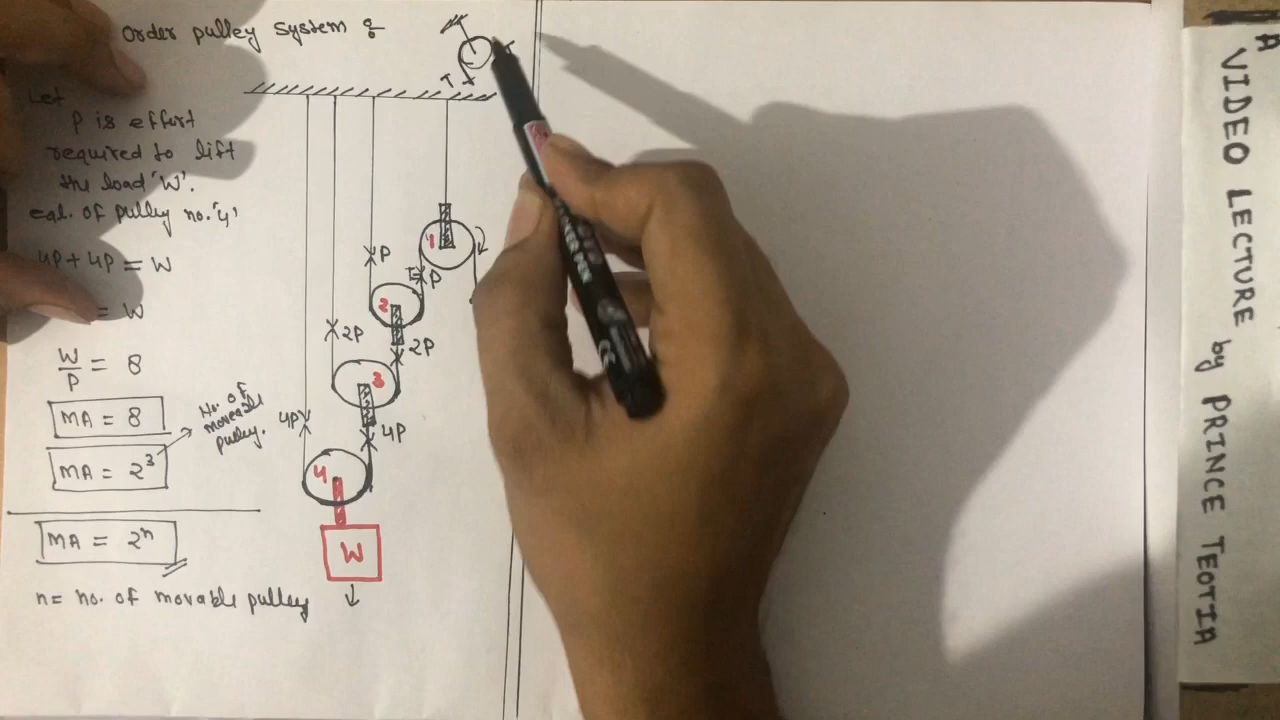 Order pulley system :
Let
P is effort
required to lift
the load 'W'.
eql. of pulley no. '4'
4P + 4P = W
= W
W/P = 8
MA = 8
MA = 2³
No. of
moveable
pulley.
MA = 2ⁿ
n = no. of movable pulley
T
1
P
P
2
2P
2P
3
4P
4P
4
W
A
VIDEO LECTURE by PRINCE TEOTIA